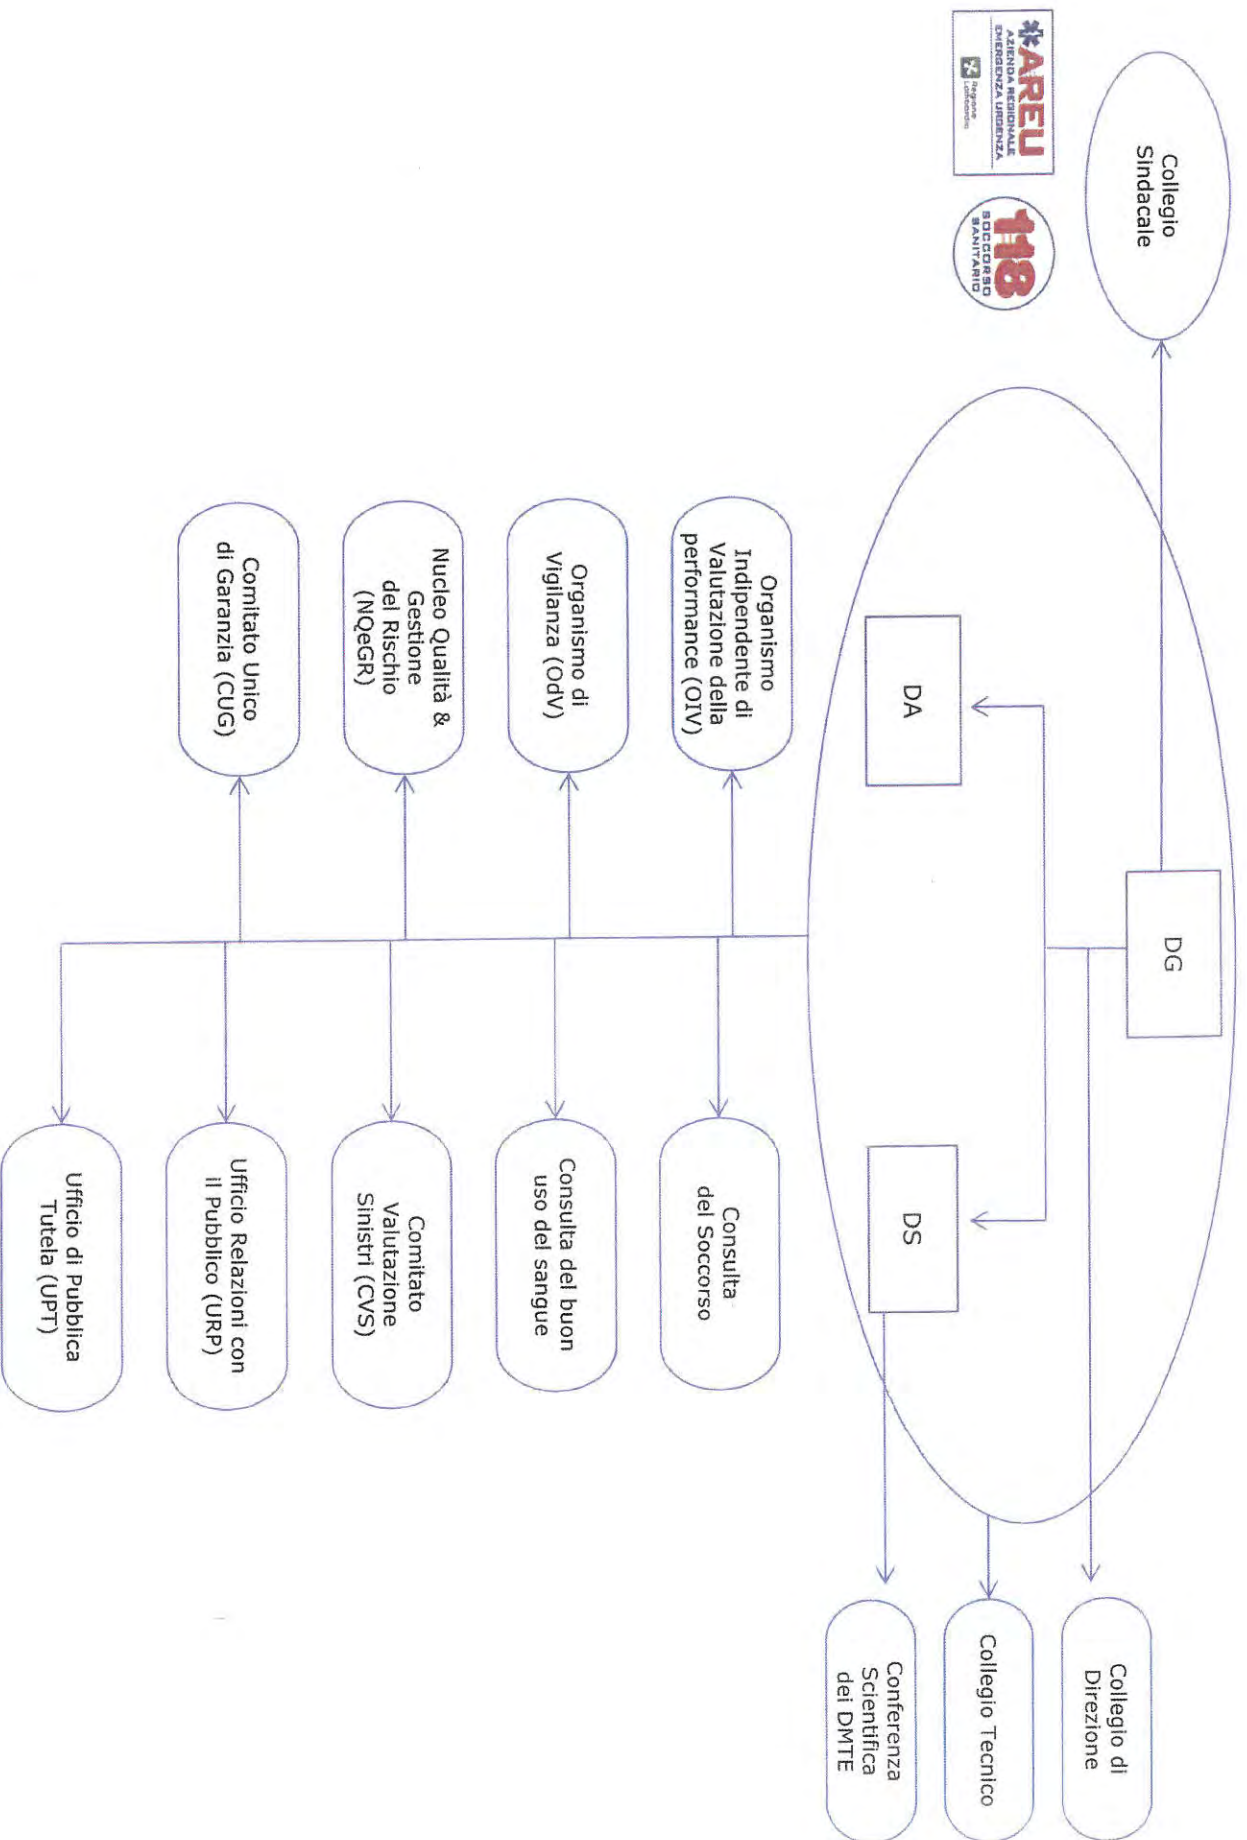 Collegio
Sindacale
*AREU
AZIENDA REGIONALE
EMERGENZA URGENZA
Regione
Lombardia
118
SOCCORSO
SANITARIO
DG
DA
DS
Collegio di
Direzione
Collegio Tecnico
Conferenza
Scientifica
dei DMTE
Organismo
Indipendente di
Valutazione della
performance (OIV)
Consulta
del Soccorso
Organismo di
Vigilanza (OdV)
Consulta del buon
uso del sangue
Nucleo Qualità &
Gestione
del Rischio
(NQeGR)
Comitato
Valutazione
Sinistri (CVS)
Comitato Unico
di Garanzia (CUG)
Ufficio Relazioni con
il Pubblico (URP)
Ufficio di Pubblica
Tutela (UPT)